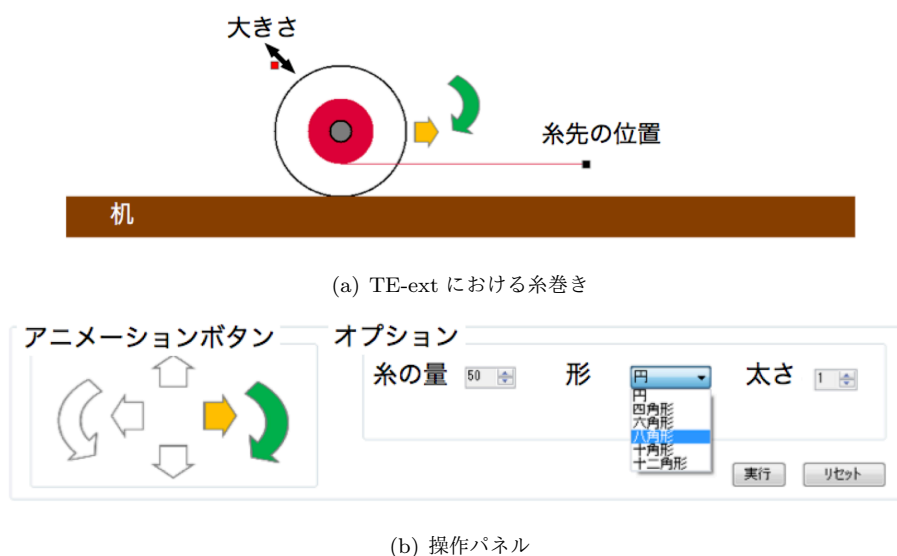 大きさ
糸先の位置
机
(a) TE-ext における糸巻き
アニメーションボタン
オプション
糸の量 50 形 円 太さ 1
円
四角形
六角形
八角形
十角形
十二角形
実行 リセット
(b) 操作パネル